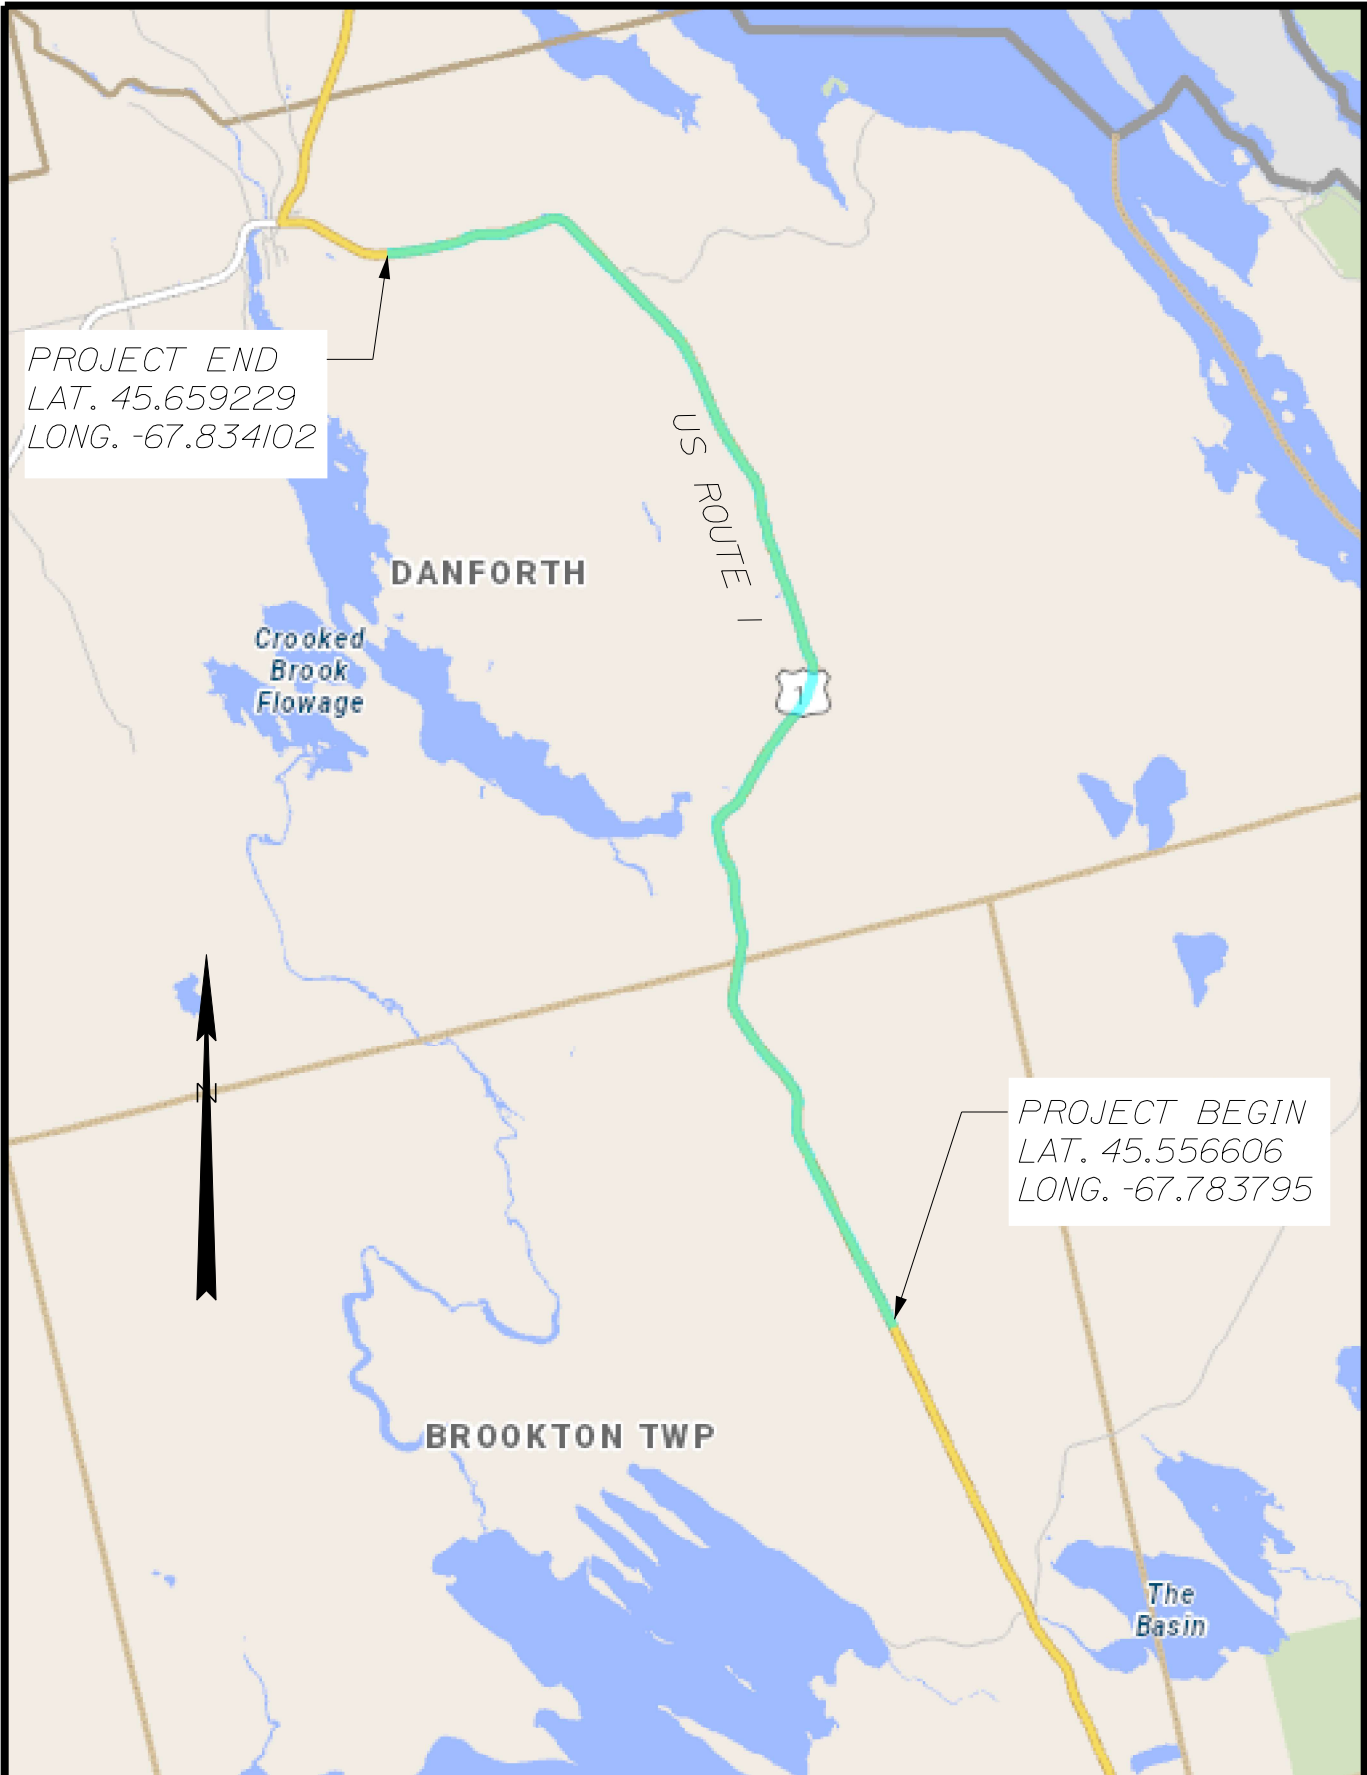 PROJECT END
LAT. 45.659229
LONG. -67.834102
US ROUTE 1
DANFORTH
Crooked
Brook
Flowage
1
N
PROJECT BEGIN
LAT. 45.556606
LONG. -67.783795
BROOKTON TWP
The
Basin